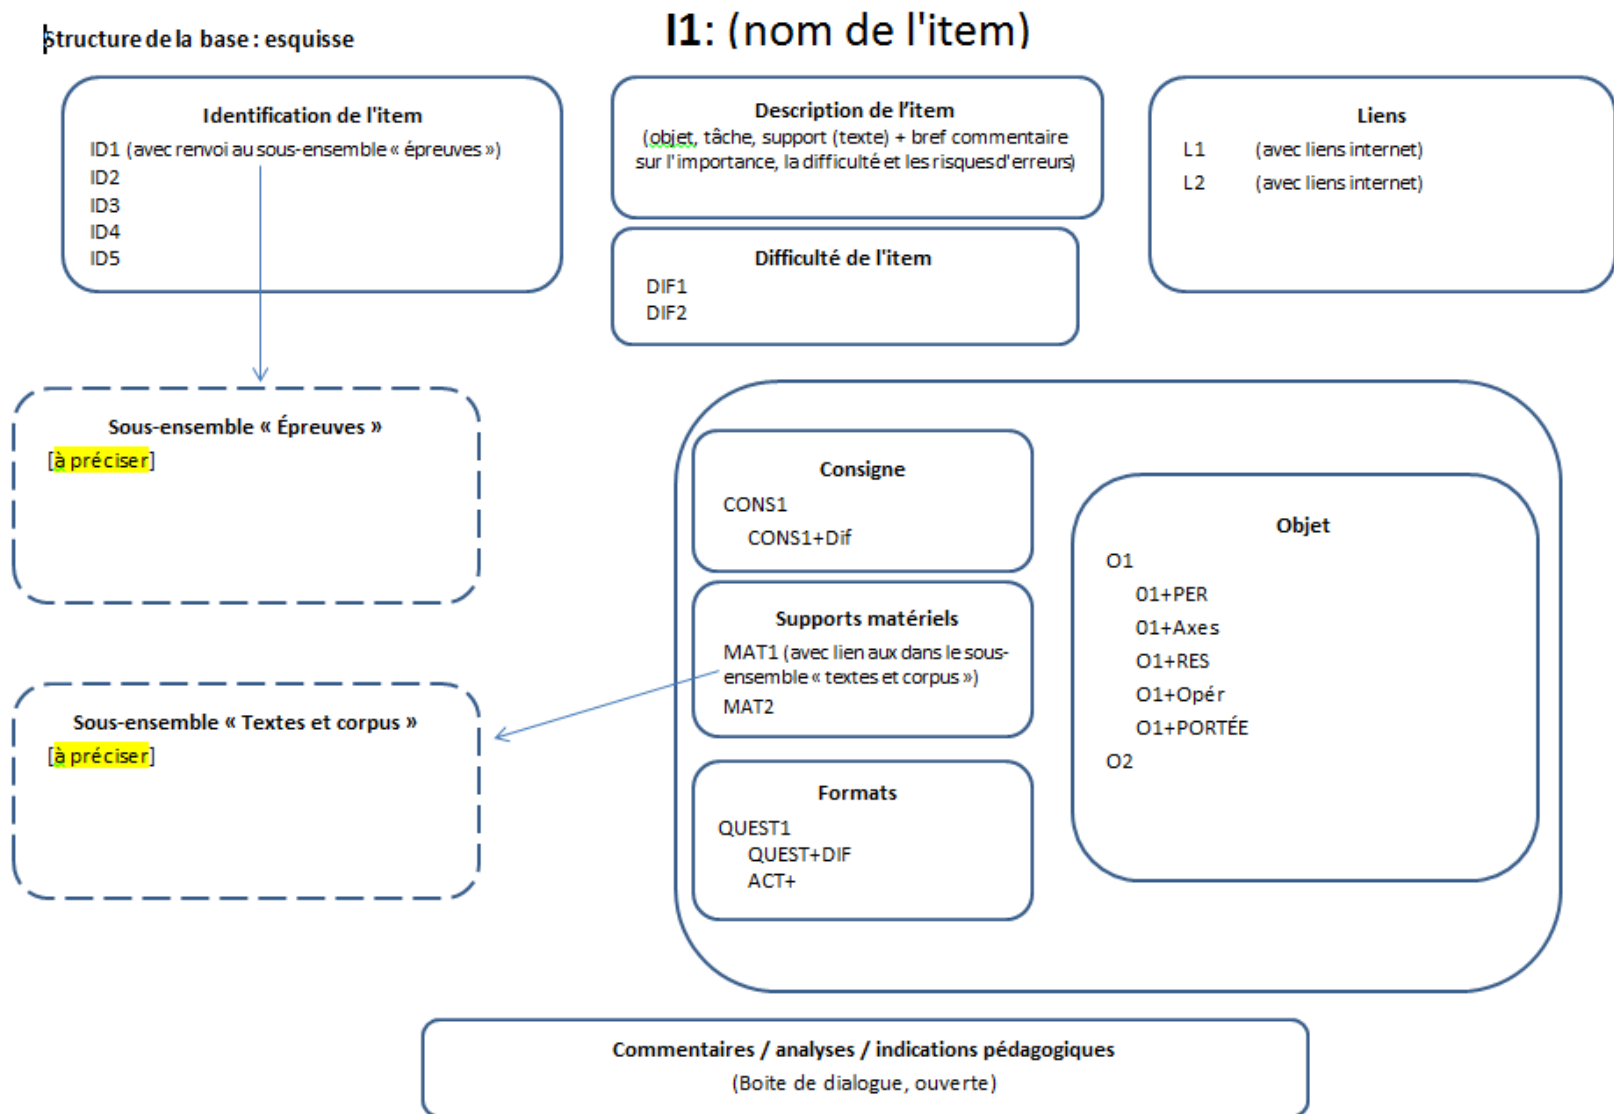 Structure de la base : esquisse
I1: (nom de l'item)
Identification de l'item
ID1 (avec renvoi au sous-ensemble « épreuves »)
ID2
ID3
ID4
ID5
Description de l’item
(objet, tâche, support (texte) + bref commentaire
sur l'importance, la difficulté et les risques d'erreurs)
Difficulté de l'item
DIF1
DIF2
Liens
L1 (avec liens internet)
L2 (avec liens internet)
Sous-ensemble « Épreuves »
[à préciser]
Sous-ensemble « Textes et corpus »
[à préciser]
Consigne
CONS1
CONS1+Dif
Supports matériels
MAT1 (avec lien aux dans le sous-
ensemble « textes et corpus »)
MAT2
Formats
QUEST1
QUEST+DIF
ACT+
Objet
O1
01+PER
01+Axes
O1+RES
O1+Opér
O1+PORTÉE
O2
Commentaires / analyses / indications pédagogiques
(Boite de dialogue, ouverte)